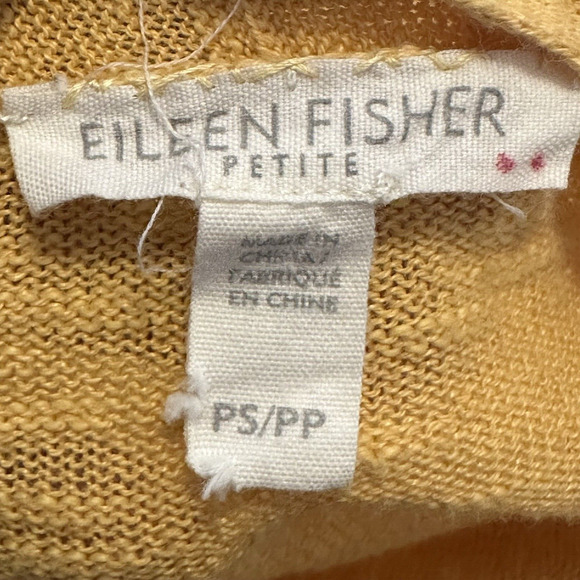 EILEEN FISHER
PETITE
MADE IN
CHINA/
FABRIQUÉ
EN CHINE
PS/PP